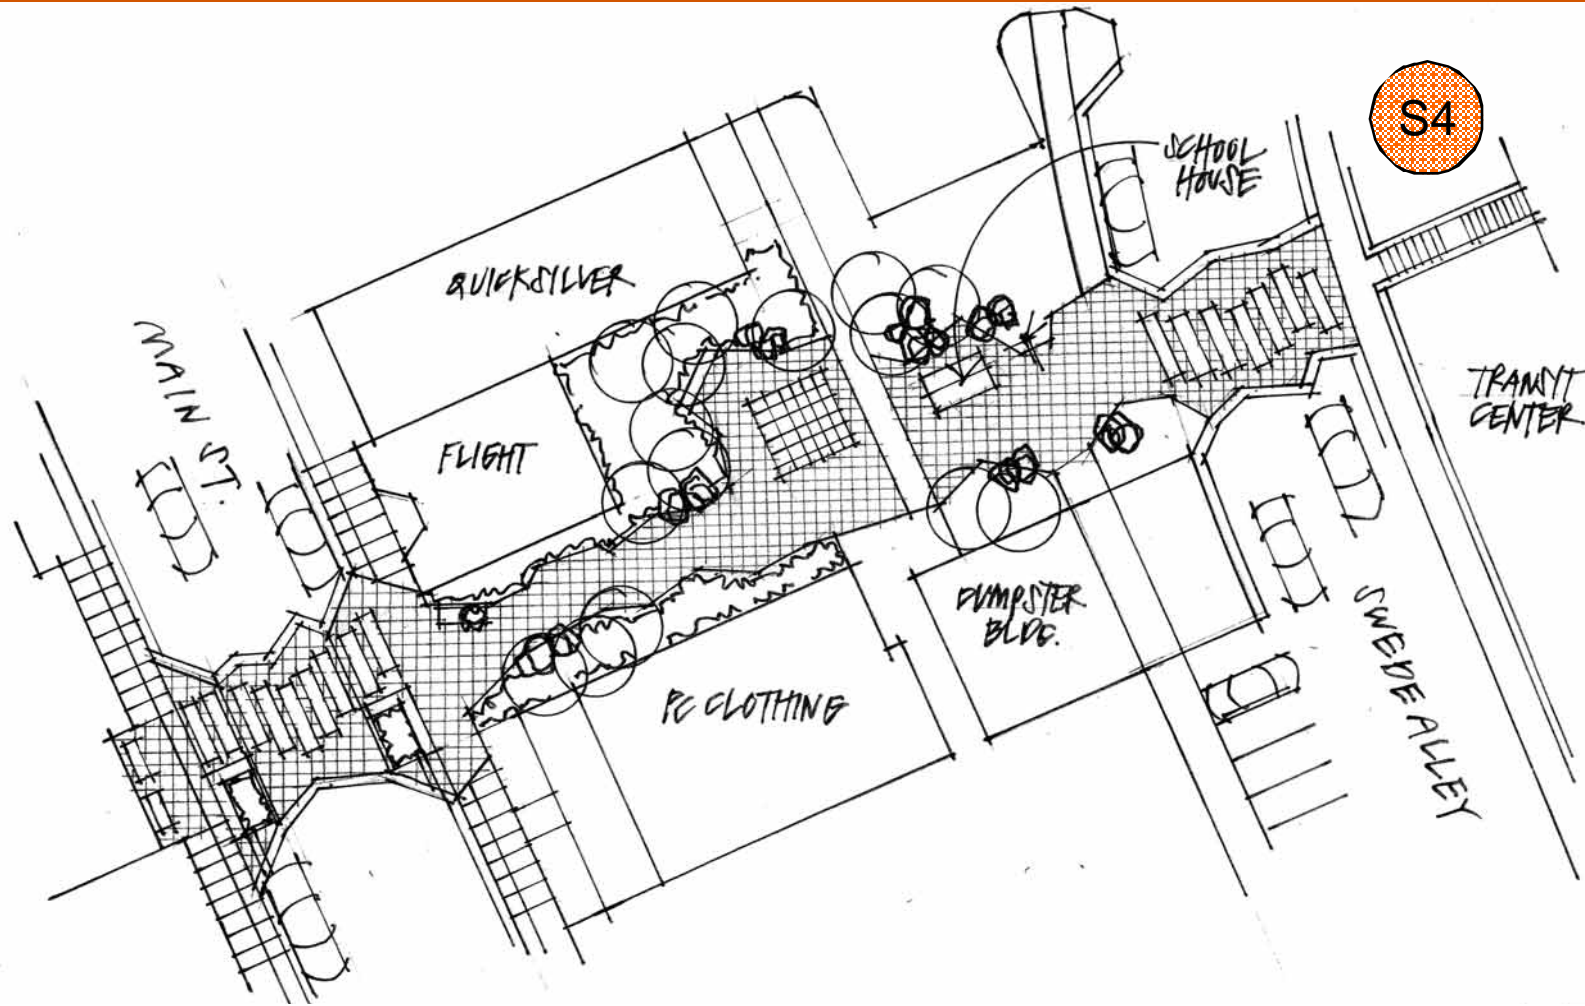 S4
SCHOOL
HOUSE
QUICKSILVER
MAIN ST.
FLIGHT
TRANSIT
CENTER
DUMPSTER
BLDG.
PC CLOTHING
SWEDE ALLEY